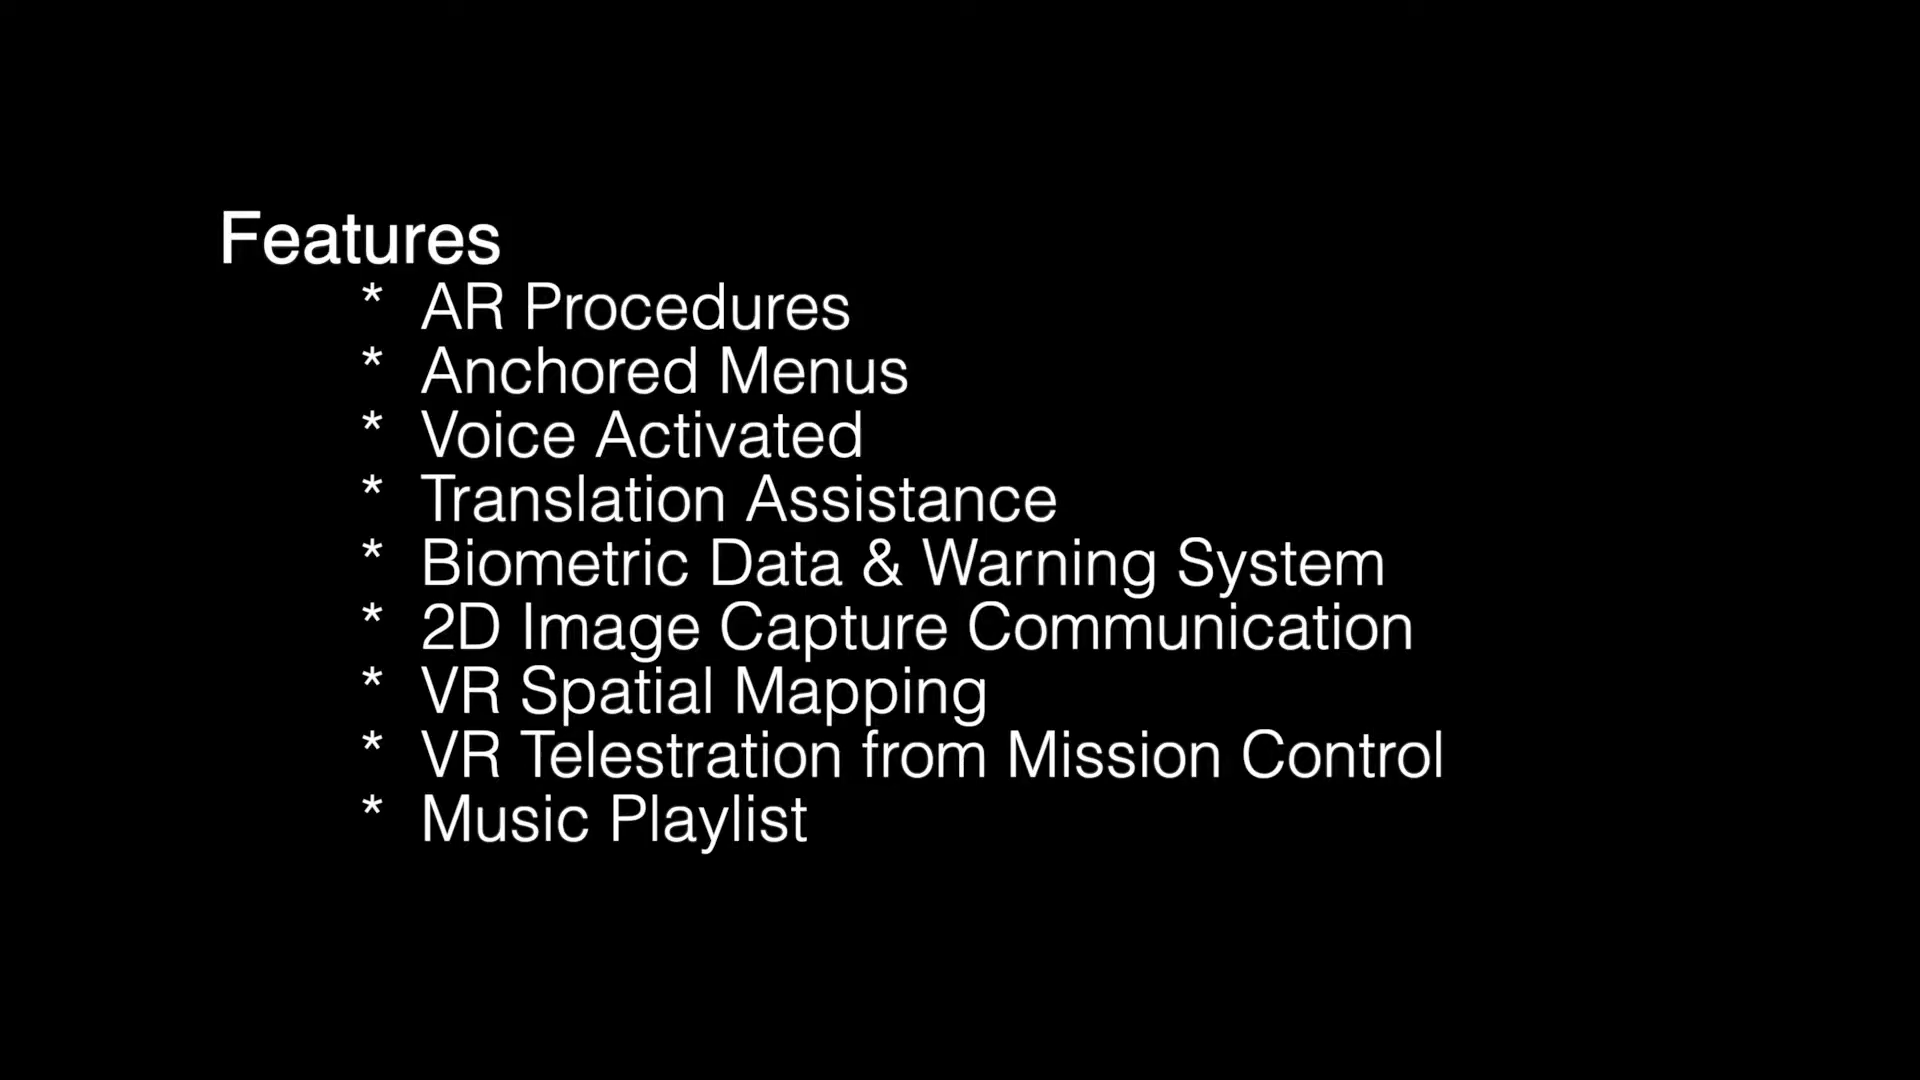 Features
* AR Procedures
* Anchored Menus
* Voice Activated
* Translation Assistance
* Biometric Data & Warning System
* 2D Image Capture Communication
* VR Spatial Mapping
* VR Telestration from Mission Control
* Music Playlist